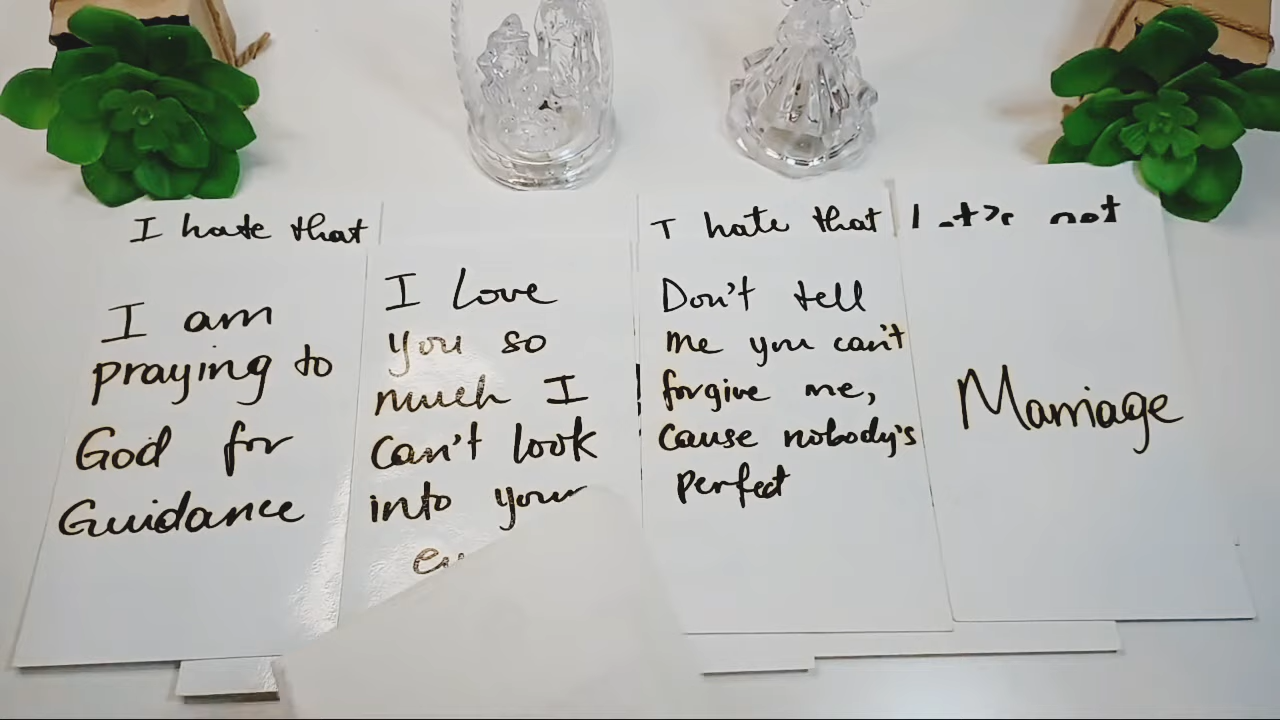 I hate that
I am
praying to
God for
Guidance
I love
you so
much I
can't look
into your
I hate that
Don't tell
me you can't
forgive me,
cause nobody's
perfect
not
Marriage